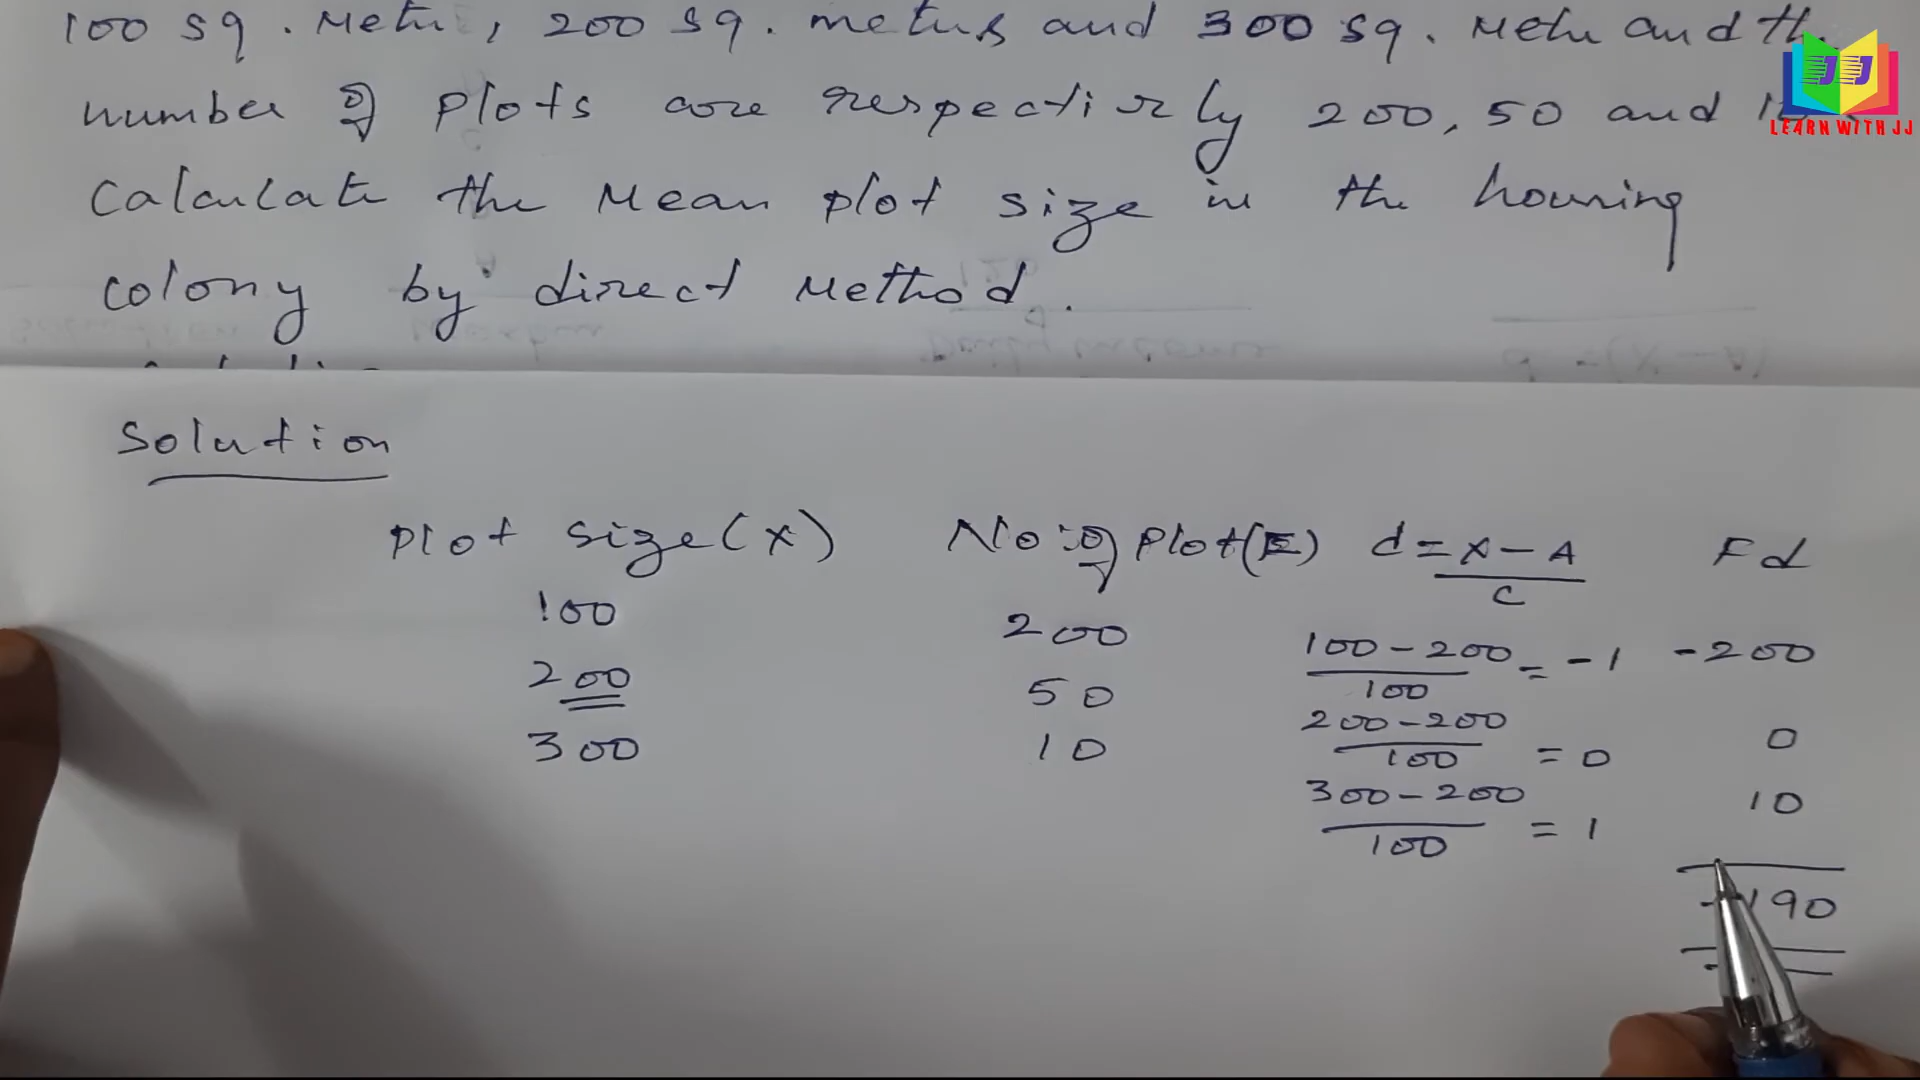 100 sq. Metre, 200 sq. metres and 300 sq. Metre and the
number of plots are respectively 200, 50 and 10
Calculate the Mean plot size in the housing
colony by direct Method.
JJ
LEARN WITH JJ
Solution
Plot size (x) No: of Plot (F) d = x - A / c Fd
100 200 100 - 200 / 100 = -1 -200
200 50 200 - 200 / 100 = 0 0
300 10 300 - 200 / 100 = 1 10
-190